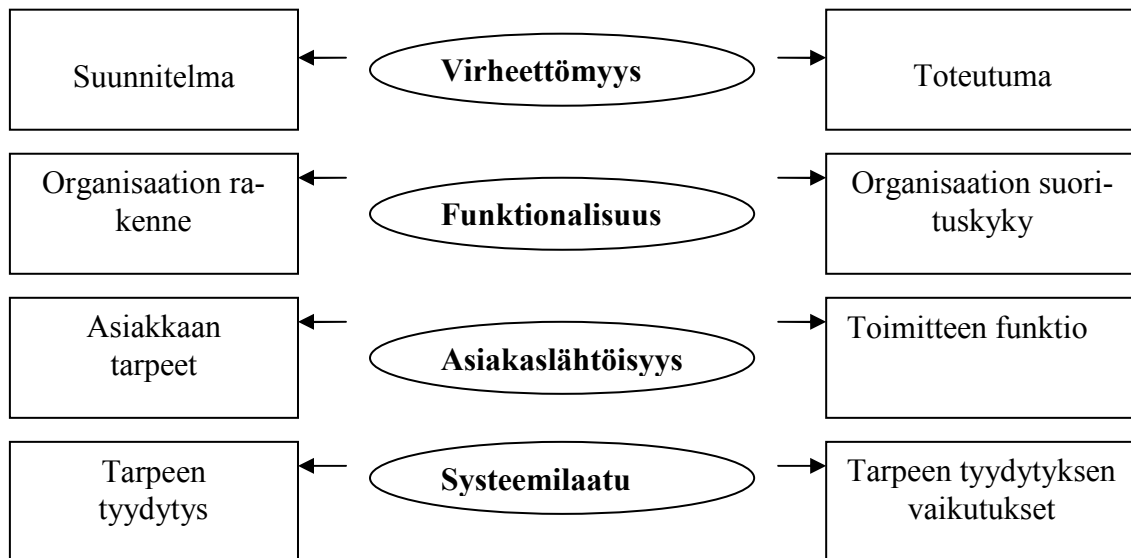 Suunnitelma
Virheettömyys
Toteutuma
Organisaation ra-
kenne
Funktionalisuus
Organisaation suori-
tuskyky
Asiakkaan
tarpeet
Asiakaslähtöisyys
Toimitteen funktio
Tarpeen
tyydytys
Systeemilaatu
Tarpeen tyydytyksen
vaikutukset